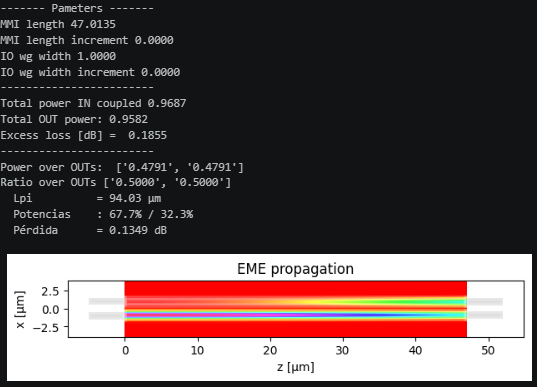 ------- Pameters -------
MMI length 47.0135
MMI length increment 0.0000
IO wg width 1.0000
IO wg width increment 0.0000
------------------------
Total power IN coupled 0.9687
Total OUT power: 0.9582
Excess loss [dB] =  0.1855
------------------------
Power over OUTs:  ['0.4791', '0.4791']
Ratio over OUTs ['0.5000', '0.5000']
Lpi = 94.03 µm
Potencias : 67.7% / 32.3%
Pérdida = 0.1349 dB
EME propagation
x [µm]
2.5
0.0
−2.5
0 10 20 30 40 50
z [µm]